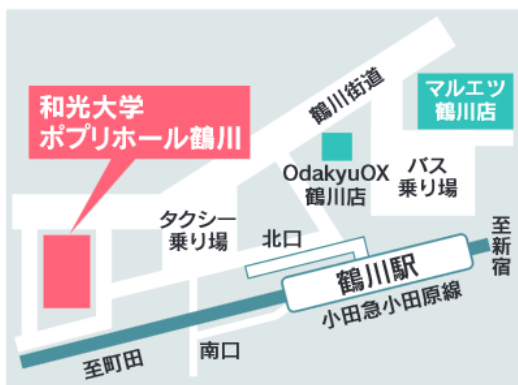 和光大学
ポプリホール鶴川
鶴川街道
マルエツ
鶴川店
OdakyuOX
鶴川店
バス
乗り場
タクシー
乗り場
北口
至新宿
鶴川駅
小田急小田原線
南口
至町田